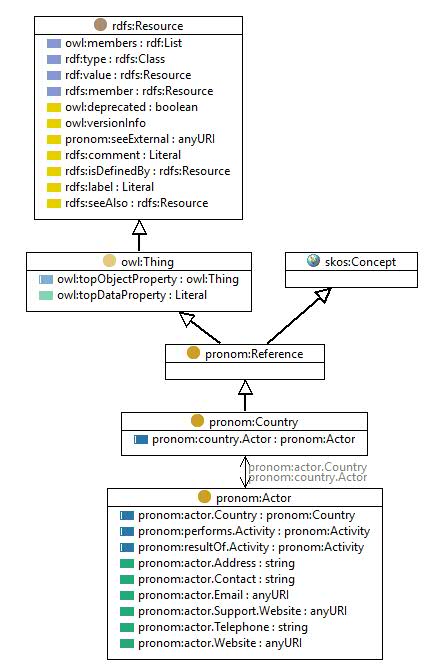 rdfs:Resource
owl:members : rdf:List
rdf:type : rdfs:Class
rdf:value : rdfs:Resource
rdfs:member : rdfs:Resource
owl:deprecated : boolean
owl:versionInfo
pronom:seeExternal : anyURI
rdfs:comment : Literal
rdfs:isDefinedBy : rdfs:Resource
rdfs:label : Literal
rdfs:seeAlso : rdfs:Resource
owl:Thing
owl:topObjectProperty : owl:Thing
owl:topDataProperty : Literal
skos:Concept
pronom:Reference
pronom:Country
pronom:country.Actor : pronom:Actor
pronom:actor.Country
pronom:country.Actor
pronom:Actor
pronom:actor.Country : pronom:Country
pronom:performs.Activity : pronom:Activity
pronom:resultOf.Activity : pronom:Activity
pronom:actor.Address : string
pronom:actor.Contact : string
pronom:actor.Email : anyURI
pronom:actor.Support.Website : anyURI
pronom:actor.Telephone : string
pronom:actor.Website : anyURI